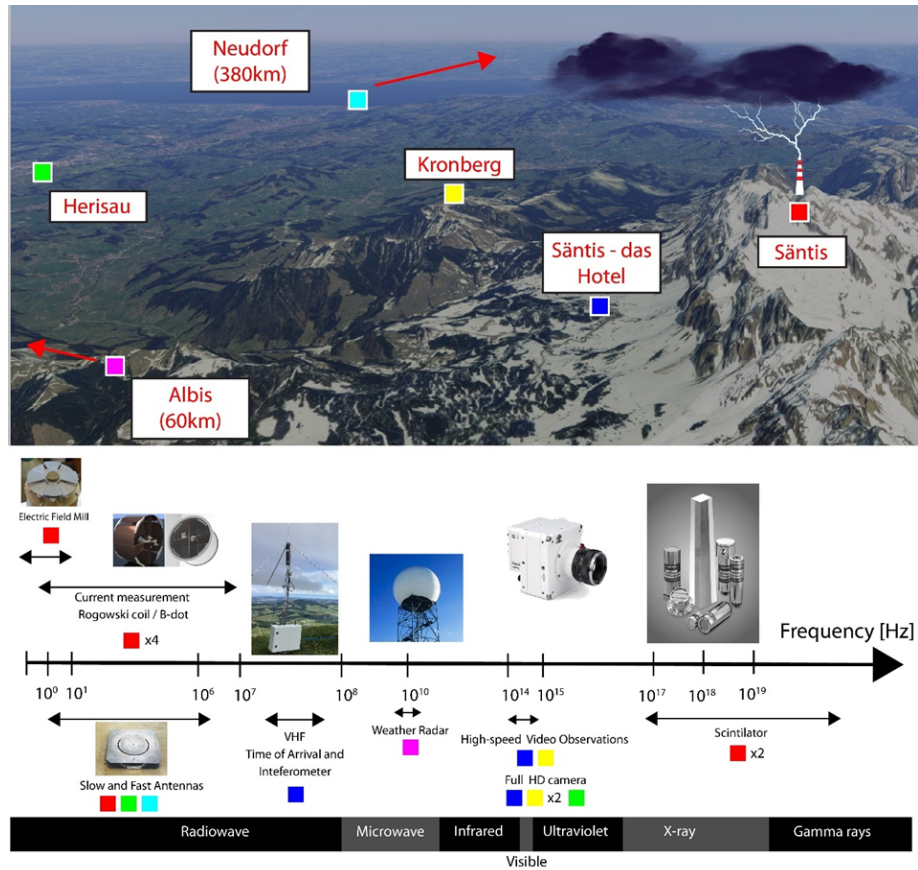 Neudorf
(380km)
Kronberg
Herisau
Säntis - das
Hotel
Säntis
Albis
(60km)
Electric Field Mill
Current measurement
Rogowski coil / B-dot
x4
Frequency [Hz]
10⁰
10¹
10⁶
10⁷
10⁸
10¹⁰
10¹⁴
10¹⁵
10¹⁷
10¹⁸
10¹⁹
Slow and Fast Antennas
VHF
Time of Arrival and
Inteferometer
Weather Radar
High-speed Video Observations
Full HD camera
x2
Scintilator
x2
Radiowave
Microwave
Infrared
Ultraviolet
X-ray
Gamma rays
Visible